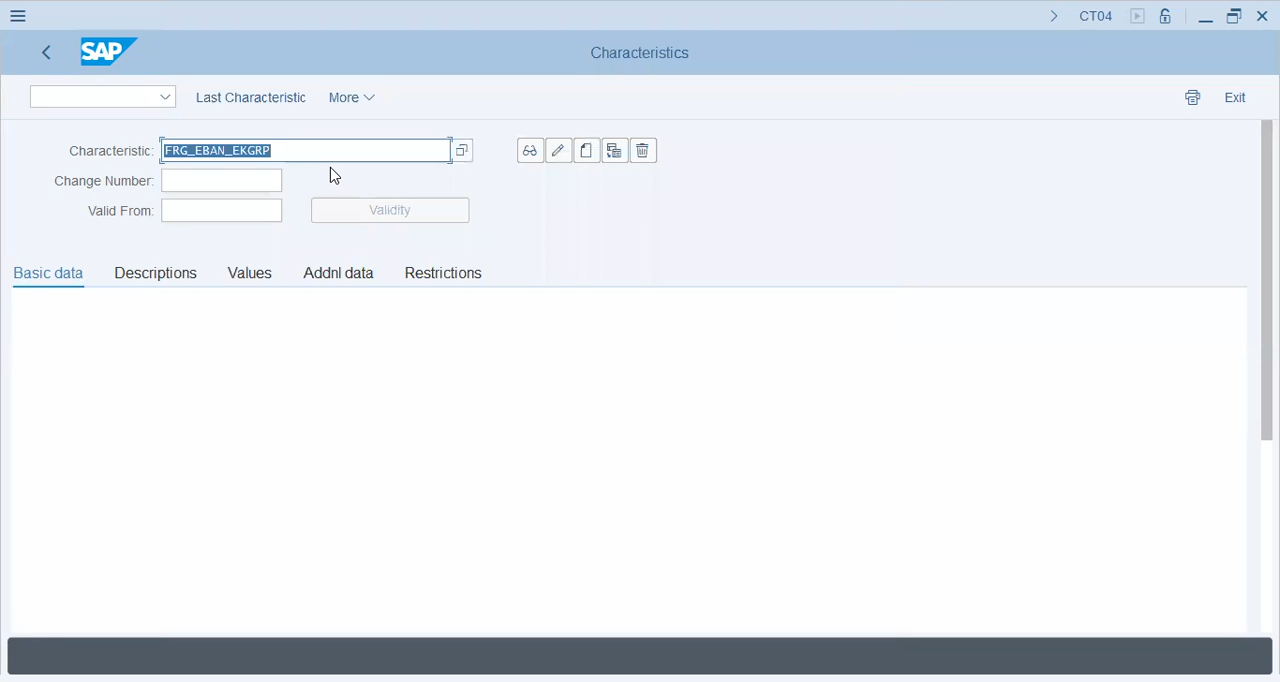 CT04
SAP
Characteristics
Last Characteristic More Exit
Characteristic: FRG_EBAN_EKGRP
Change Number:
Valid From: Validity
Basic data Descriptions Values Addnl data Restrictions